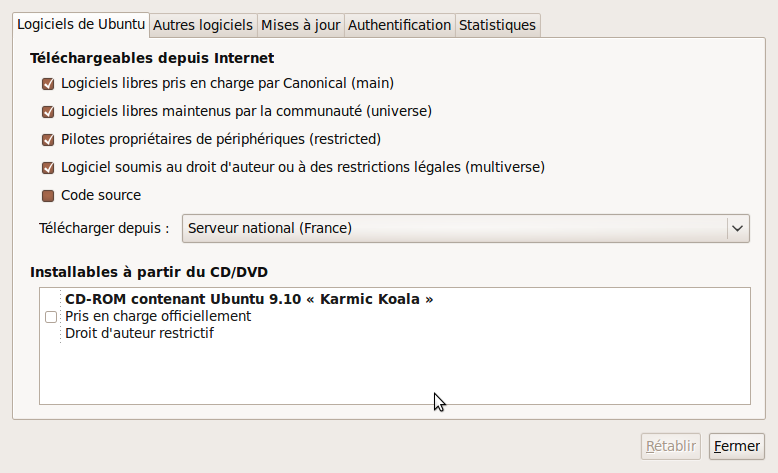 Logiciels de Ubuntu Autres logiciels Mises à jour Authentification Statistiques
Téléchargeables depuis Internet
Logiciels libres pris en charge par Canonical (main)
Logiciels libres maintenus par la communauté (universe)
Pilotes propriétaires de périphériques (restricted)
Logiciel soumis au droit d'auteur ou à des restrictions légales (multiverse)
Code source
Télécharger depuis : Serveur national (France)
Installables à partir du CD/DVD
CD-ROM contenant Ubuntu 9.10 « Karmic Koala »
Pris en charge officiellement
Droit d'auteur restrictif
Rétablir Fermer